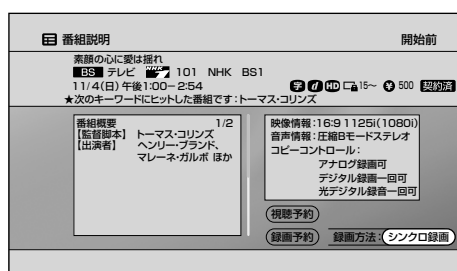 番組説明 開始前
素顔の心に愛は揺れ
BS テレビ NHK 101 NHK BS1
11/4(日)午後1:00-2:54 字 d HD 15~ ¥ 500 契約済
★次のキーワードにヒットした番組です:トーマス・コリンズ
番組概要 1/2
【監督脚本】 トーマス・コリンズ
【出演者】 ヘンリー・ブランド、
マレーネ・ガルボ ほか
映像情報:16:9 1125i(1080i)
音声情報:圧縮Bモードステレオ
コピーコントロール:
アナログ録画可
デジタル録画一回可
光デジタル録音一回可
視聴予約
録画予約 録画方法:シンクロ録画